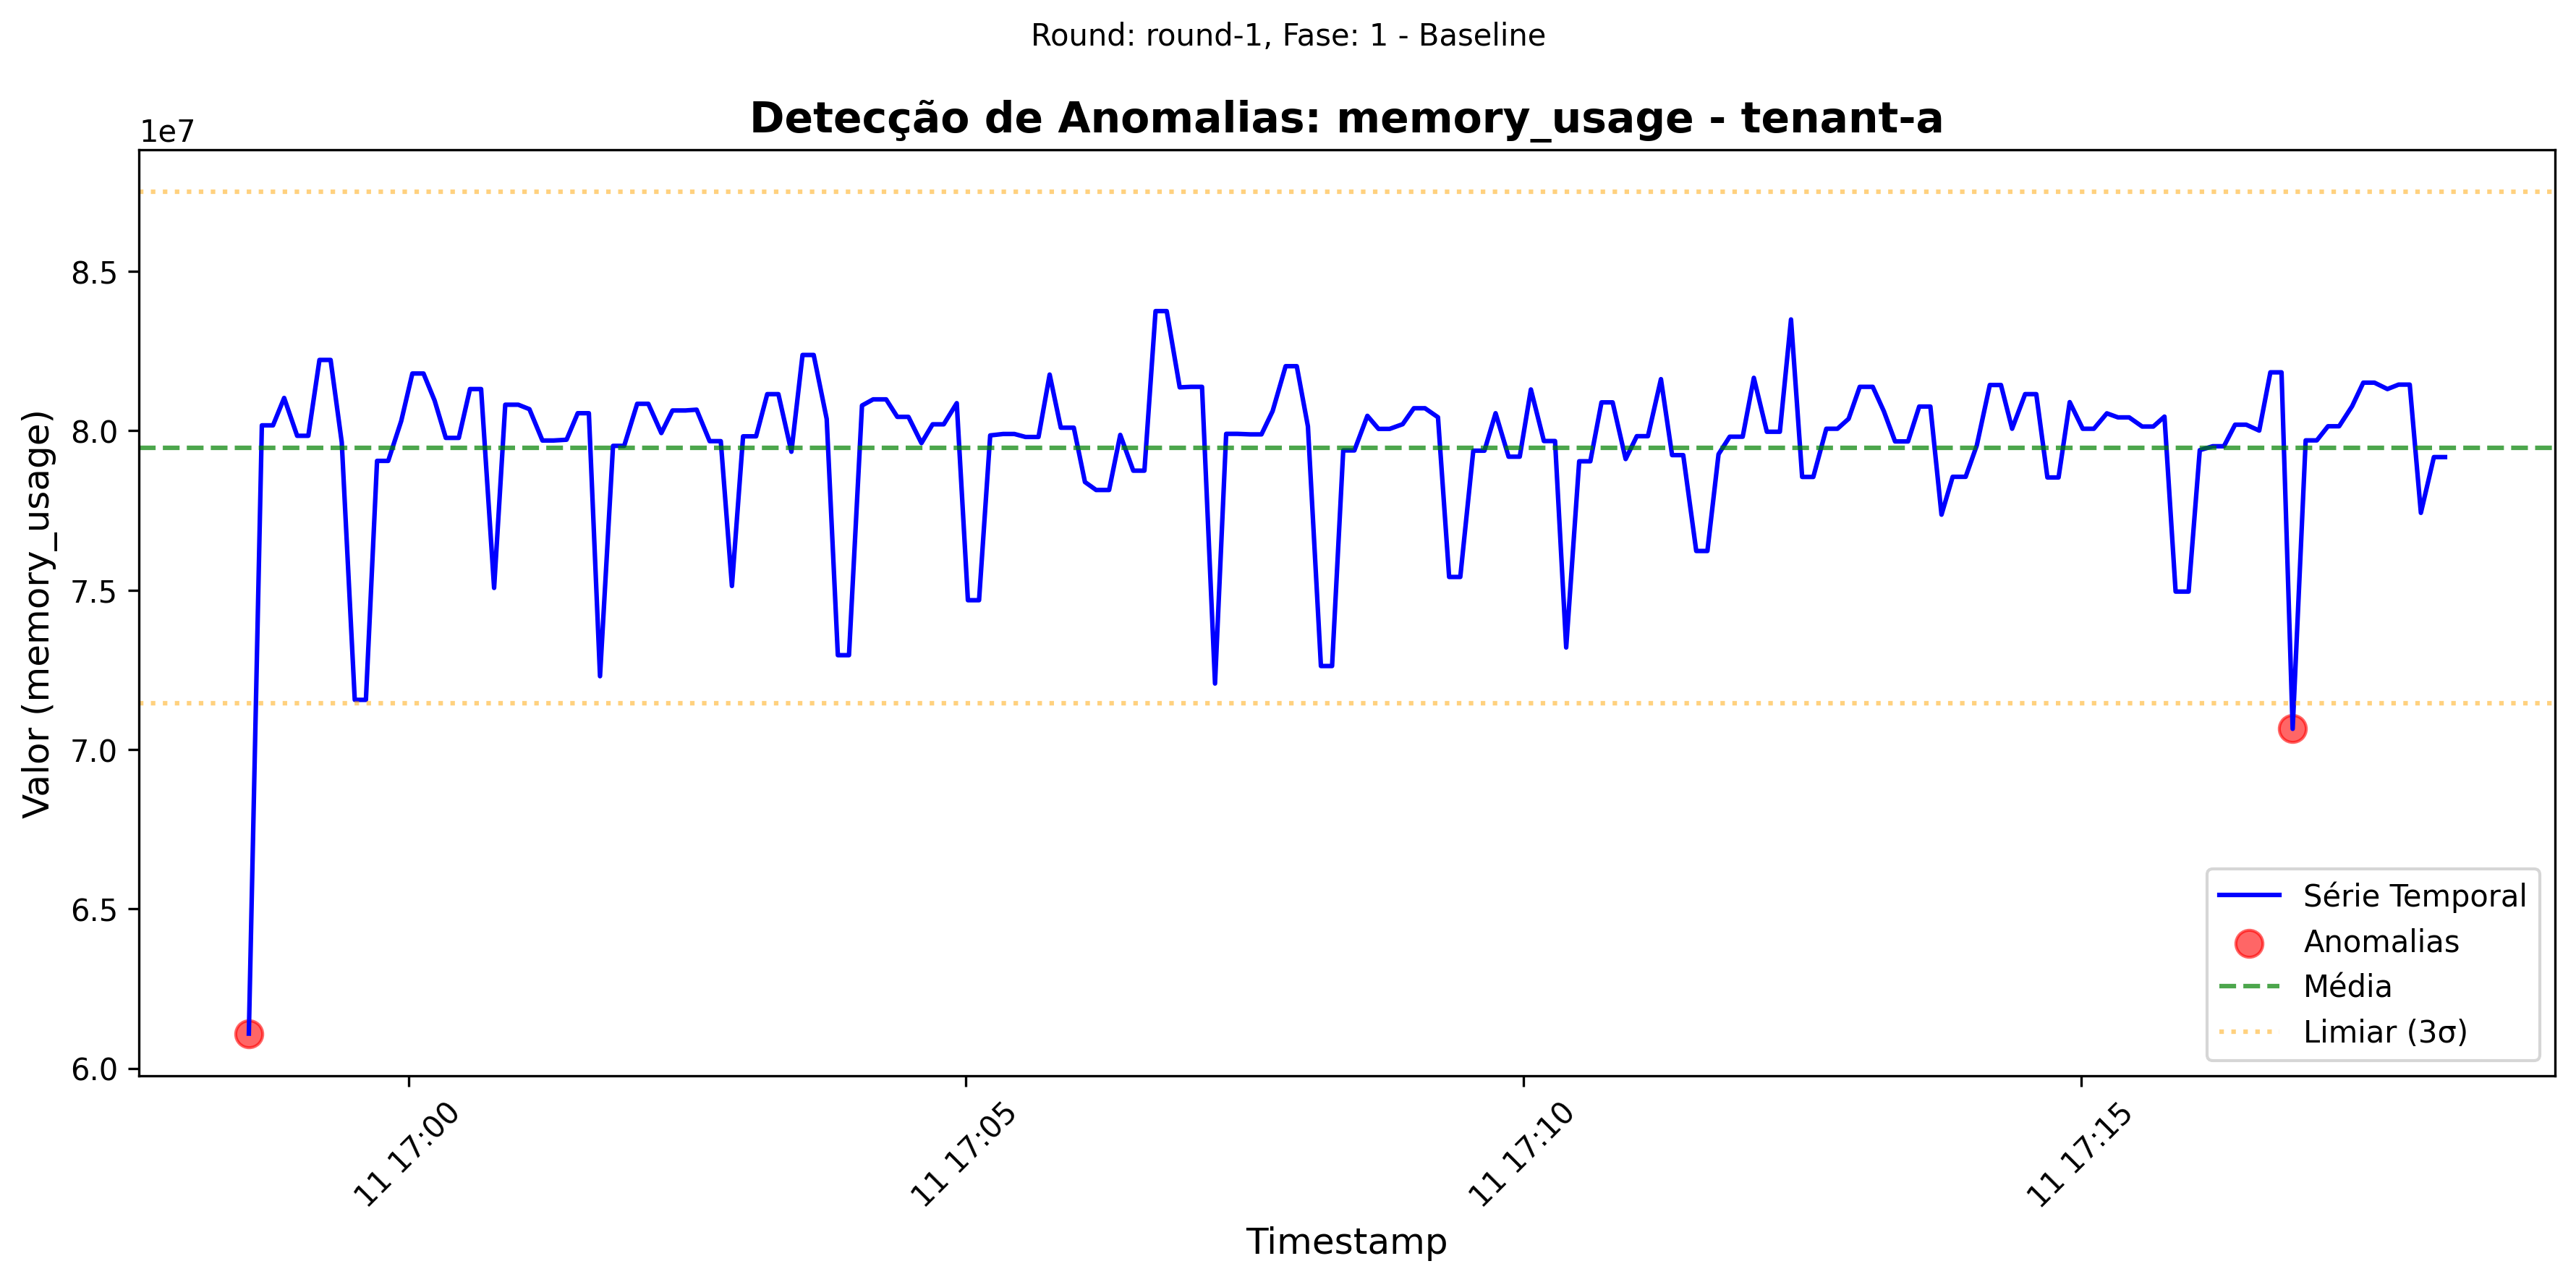 Round: round-1, Fase: 1 - Baseline
Detecção de Anomalias: memory_usage - tenant-a
1e7
8.5
8.0
7.5
7.0
6.5
6.0
Valor (memory_usage)
Série Temporal
Anomalias
Média
Limiar (3σ)
11 17:00
11 17:05
11 17:10
11 17:15
Timestamp